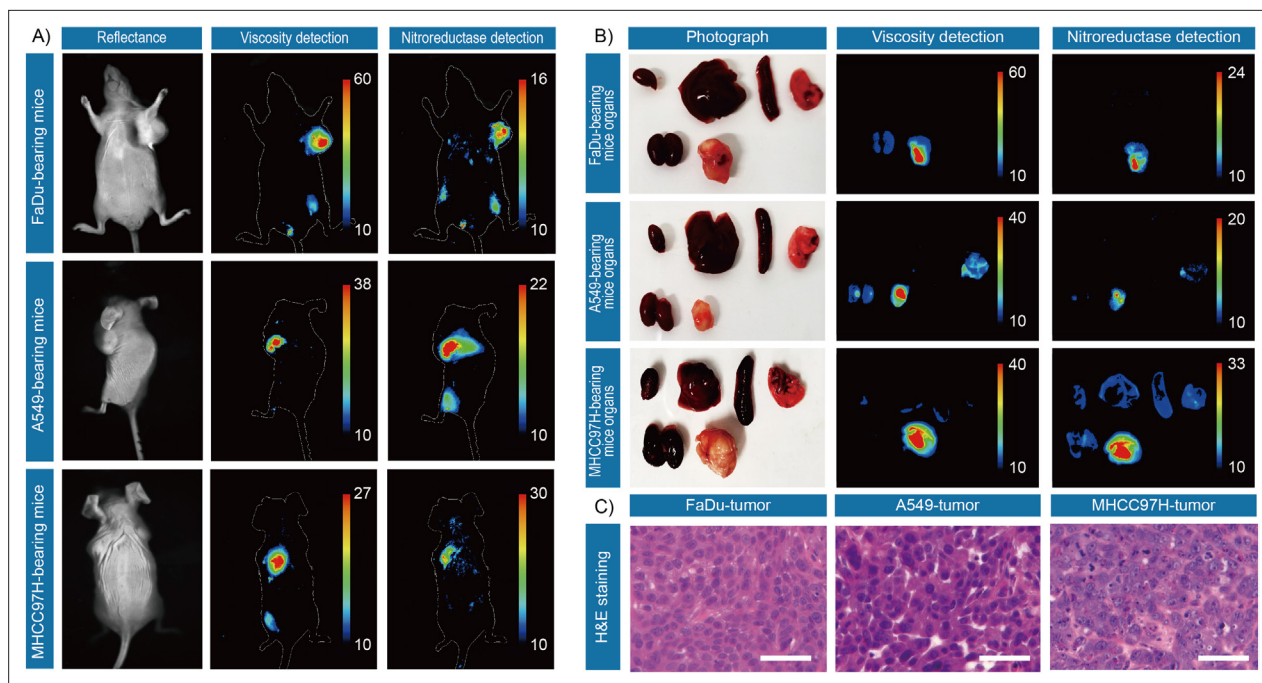 A)
Reflectance
Viscosity detection
Nitroreductase detection
FaDu-bearing mice
60
10
16
10
A549-bearing mice
38
10
22
10
MHCC97H-bearing mice
27
10
30
10
B)
Photograph
Viscosity detection
Nitroreductase detection
FaDu-bearing
mice organs
60
10
24
10
A549-bearing
mice organs
40
10
20
10
MHCC97H-bearing
mice organs
40
10
33
10
C)
FaDu-tumor
A549-tumor
MHCC97H-tumor
H&E staining